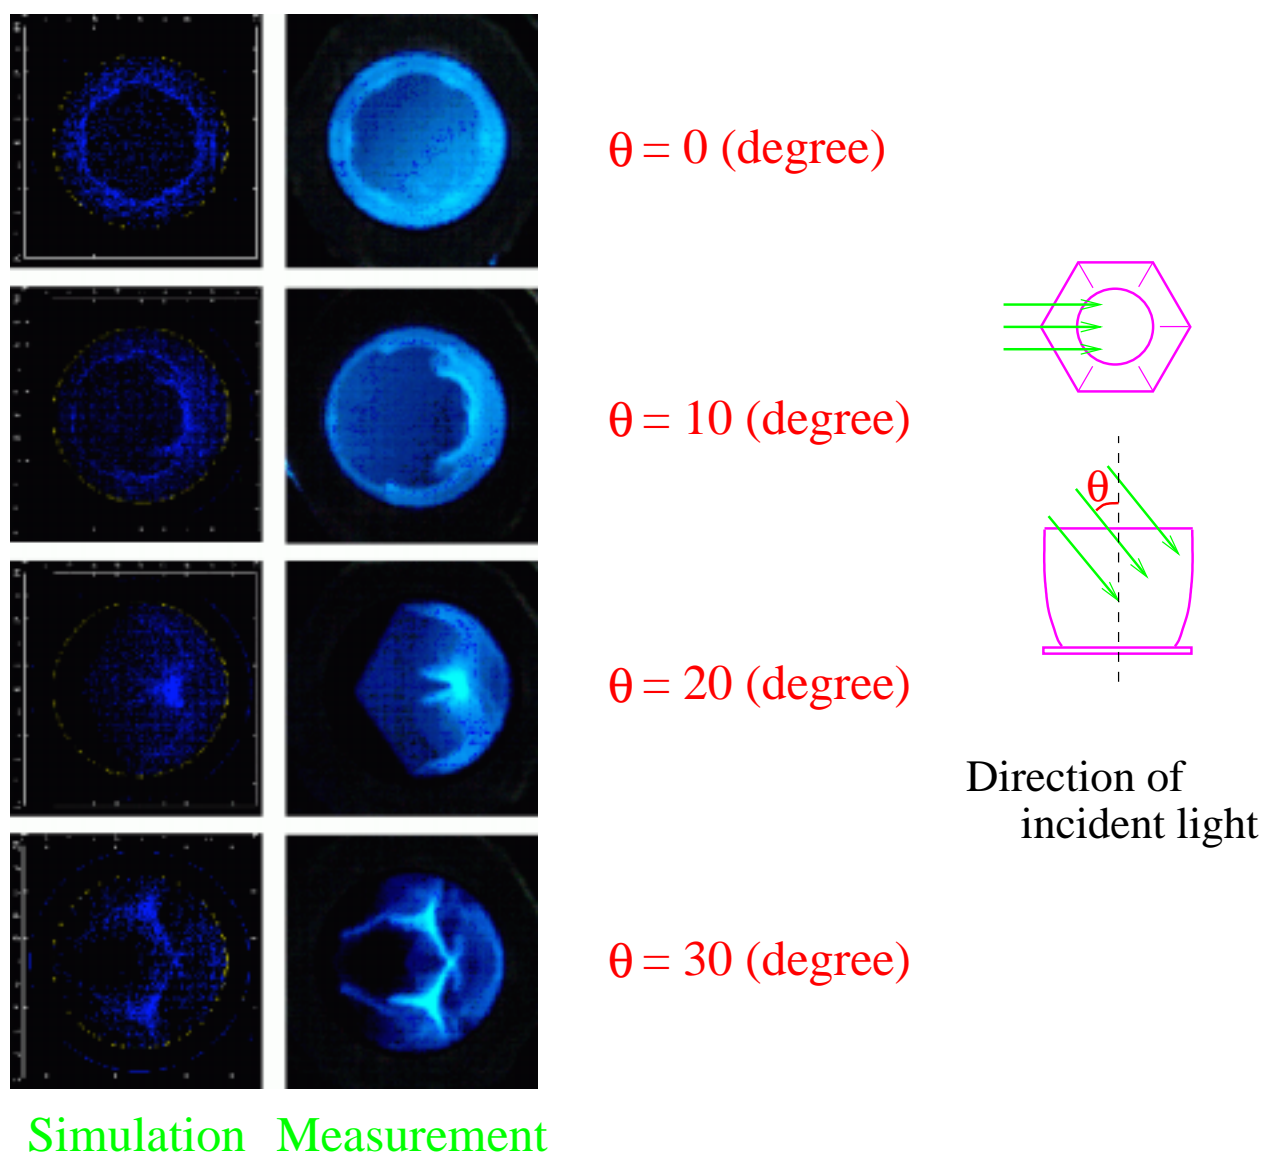 θ = 0 (degree)
θ = 10 (degree)
θ
θ = 20 (degree)
Direction of
incident light
θ = 30 (degree)
Simulation Measurement